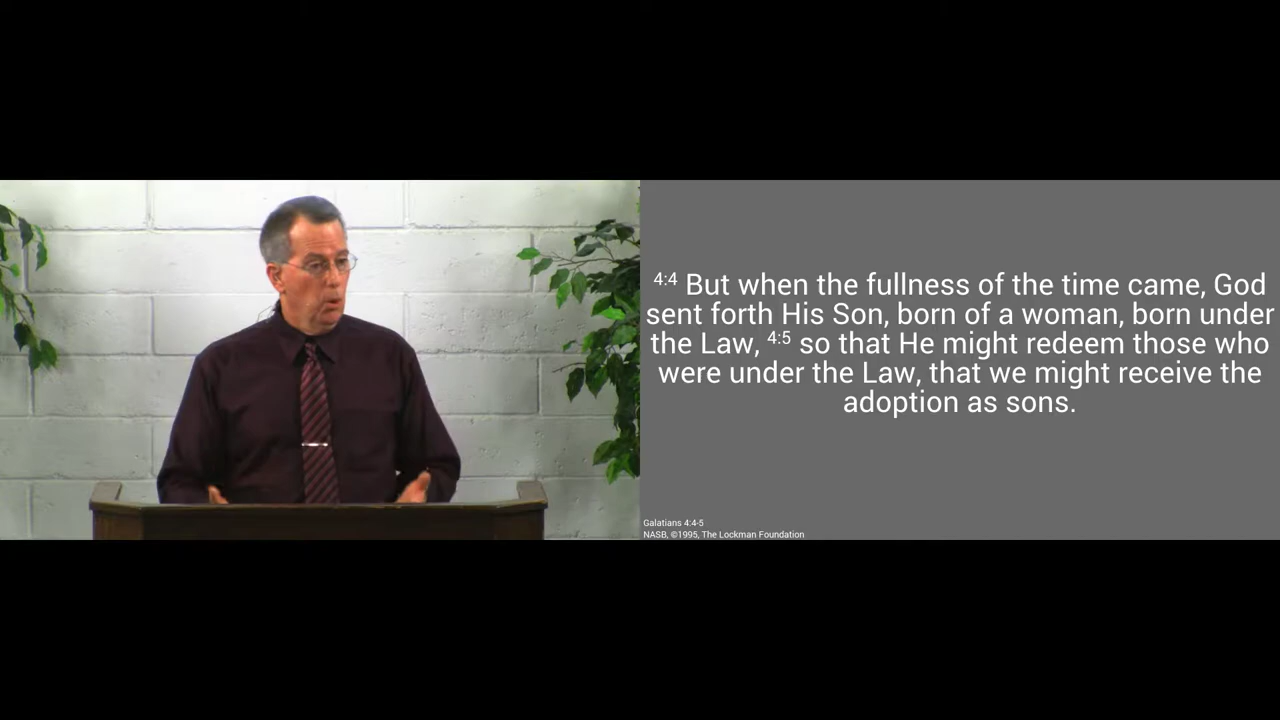 4:4 But when the fullness of the time came, God
sent forth His Son, born of a woman, born under
the Law, 4:5 so that He might redeem those who
were under the Law, that we might receive the
adoption as sons.
Galatians 4:4-5
NASB, ©1995, The Lockman Foundation